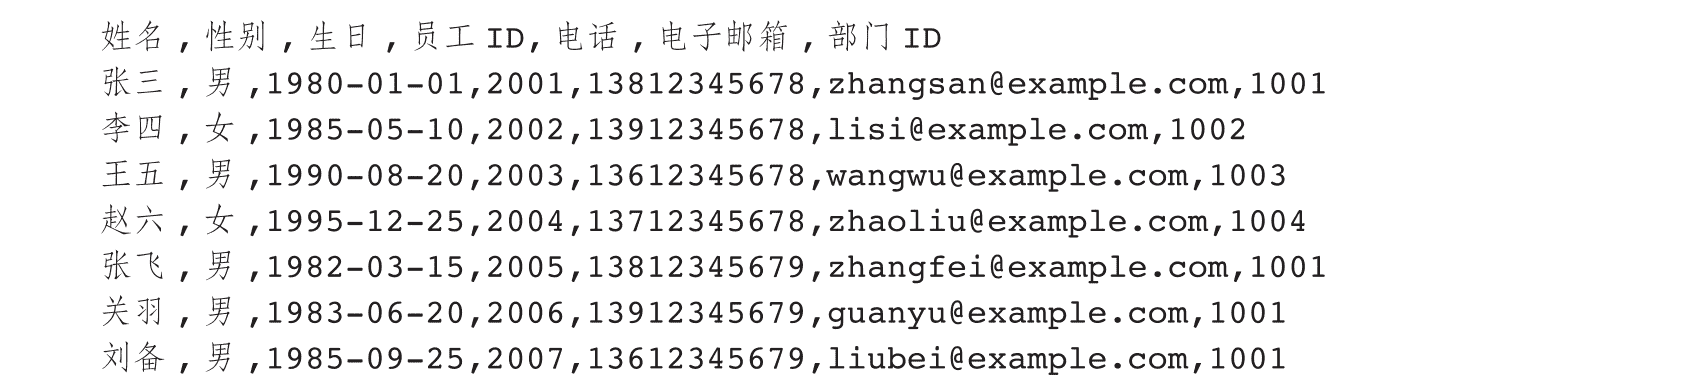 姓名,性别,生日,员工ID,电话,电子邮箱,部门ID
张三,男,1980-01-01,2001,13812345678,zhangsan@example.com,1001
李四,女,1985-05-10,2002,13912345678,lisi@example.com,1002
王五,男,1990-08-20,2003,13612345678,wangwu@example.com,1003
赵六,女,1995-12-25,2004,13712345678,zhaoliu@example.com,1004
张飞,男,1982-03-15,2005,13812345679,zhangfei@example.com,1001
关羽,男,1983-06-20,2006,13912345679,guanyu@example.com,1001
刘备,男,1985-09-25,2007,13612345679,liubei@example.com,1001